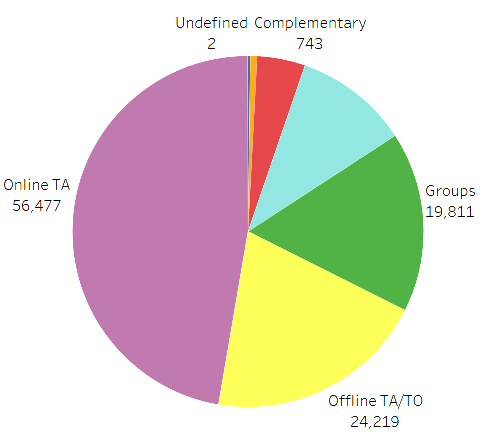 Undefined Complementary
2 743
Online TA
56,477
Groups
19,811
Offline TA/TO
24,219